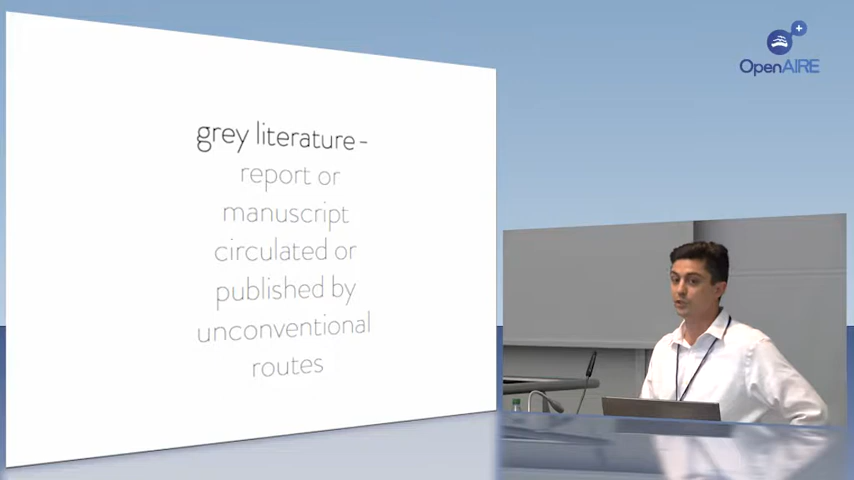 grey literature -
report or
manuscript
circulated or
published by
unconventional
routes
OpenAIRE